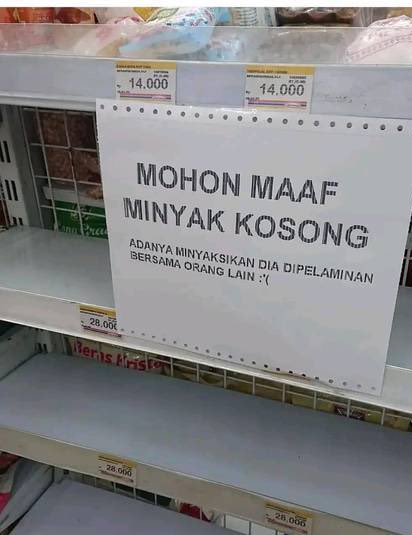 14.000
14.000
MOHON MAAF
MINYAK KOSONG
ADANYA MINYAKSIKAN DIA DIPELAMINAN
BERSAMA ORANG LAIN :'(
28.000
28.000
28.000